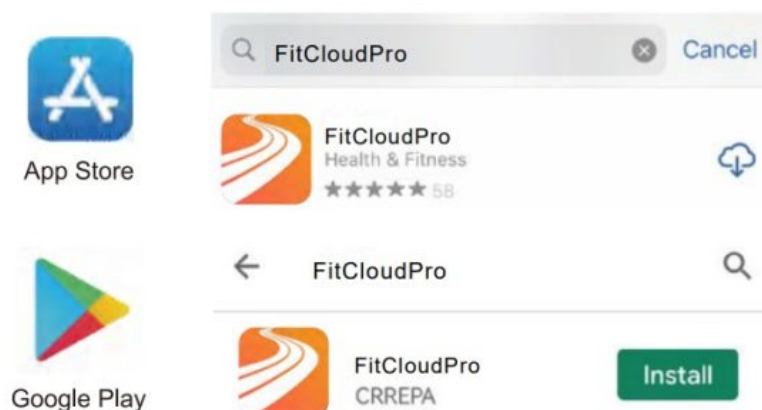 FitCloudPro
Cancel
FitCloudPro
Health & Fitness
58
App Store
FitCloudPro
FitCloudPro
Install
CRREPA
Google Play